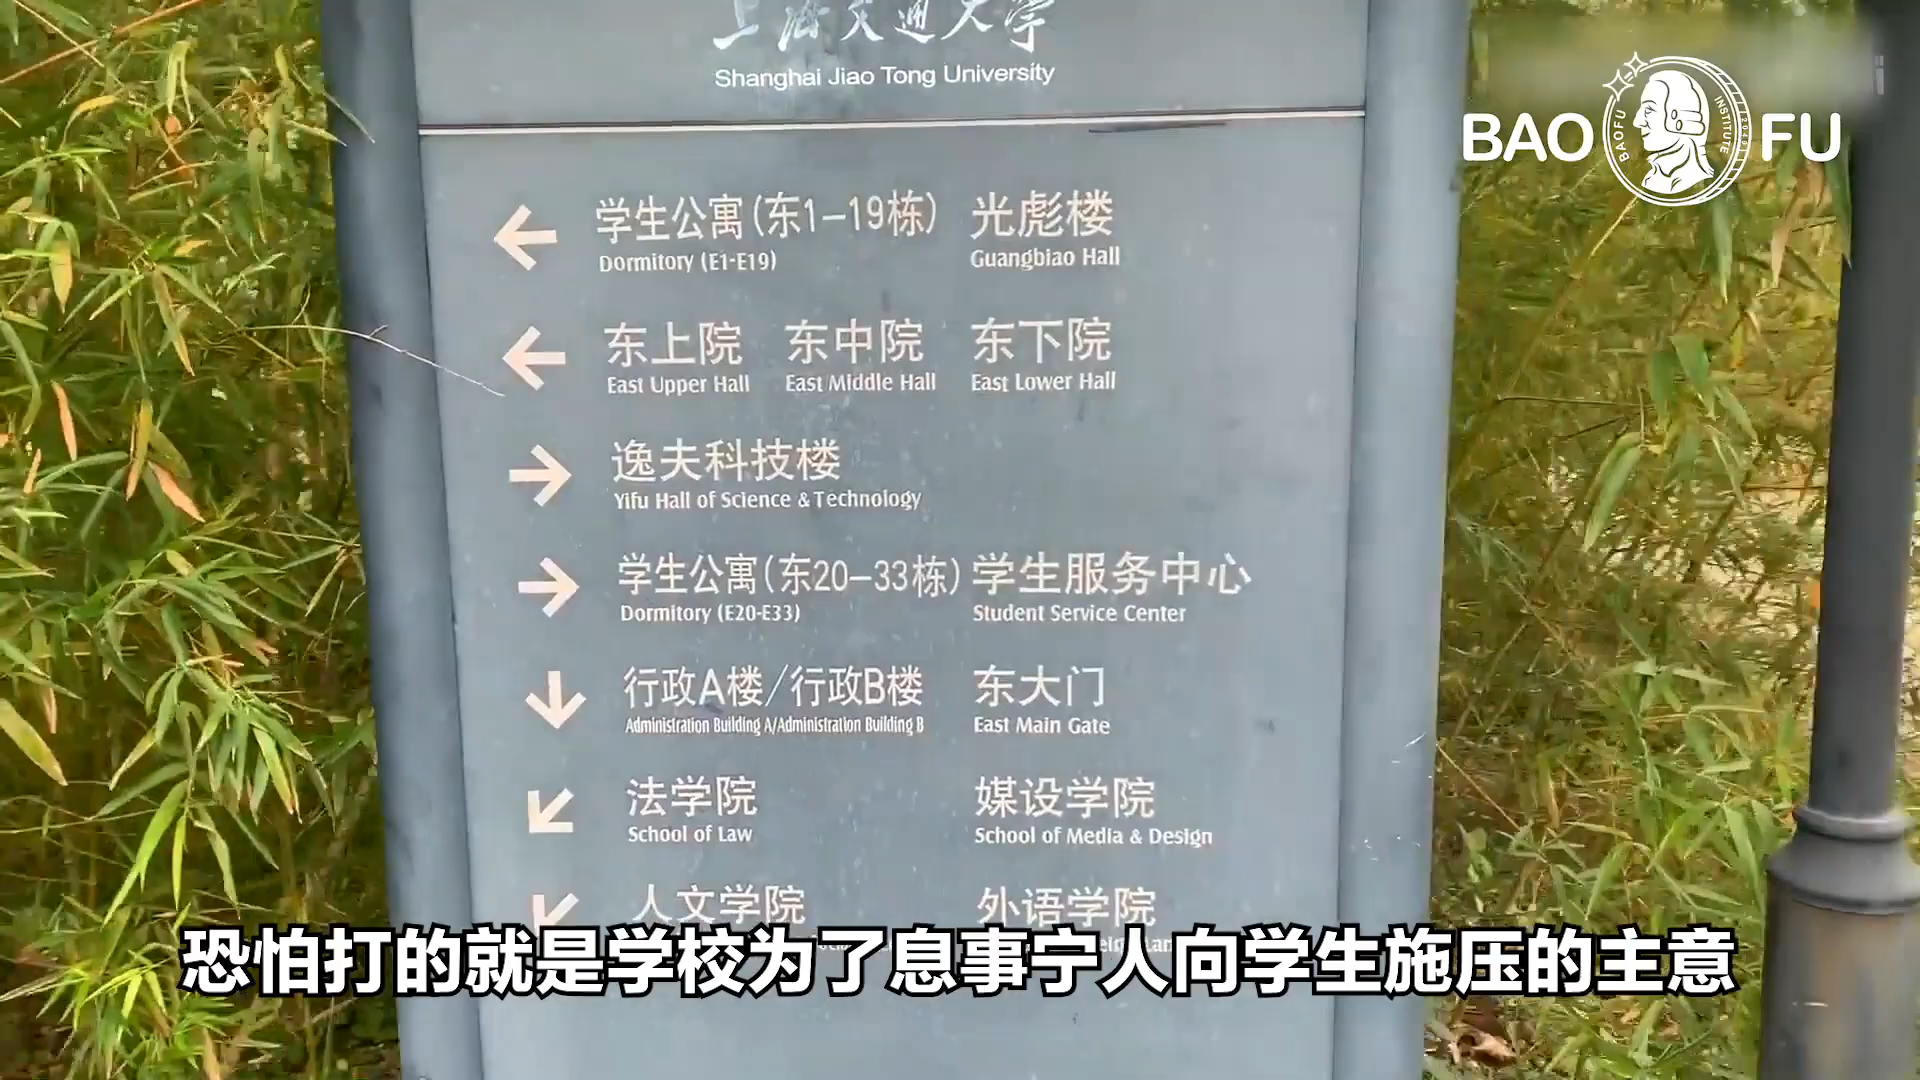 上海交通大学
Shanghai Jiao Tong University
BAO FU
BAOFU INSTITUTE
学生公寓(东1-19栋) 光彪楼
Dormitory (E1-E19) Guangbiao Hall
东上院 东中院 东下院
East Upper Hall East Middle Hall East Lower Hall
逸夫科技楼
Yifu Hall of Science & Technology
学生公寓(东20-33栋) 学生服务中心
Dormitory (E20-E33) Student Service Center
行政A楼/行政B楼 东大门
Administration Building A/Administration Building B East Main Gate
法学院 媒设学院
School of Law School of Media & Design
人文学院 外语学院
恐怕打的就是学校为了息事宁人向学生施压的主意